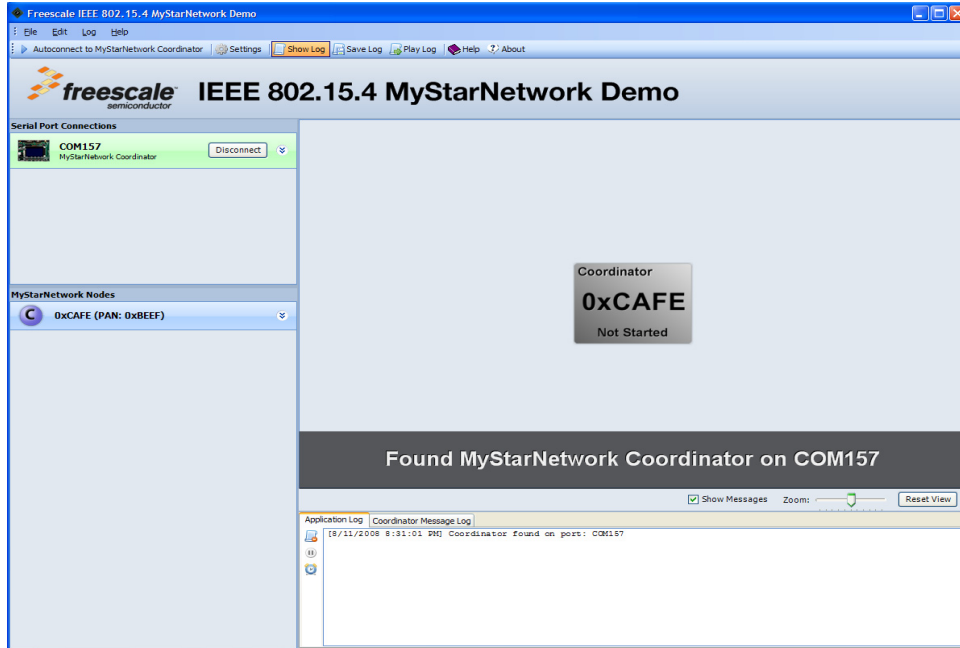 Freescale IEEE 802.15.4 MyStarNetwork Demo
File Edit Log Help
Autoconnect to MyStarNetwork Coordinator Settings Show Log Save Log Play Log Help About
freescale
semiconductor
IEEE 802.15.4 MyStarNetwork Demo
Serial Port Connections
COM157
MyStarNetwork Coordinator
Disconnect
MyStarNetwork Nodes
C 0xCAFE (PAN: 0xBEEF)
Coordinator
0xCAFE
Not Started
Found MyStarNetwork Coordinator on COM157
Show Messages Zoom: Reset View
Application Log Coordinator Message Log
[8/11/2008 8:31:01 PM] Coordinator found on port: COM157